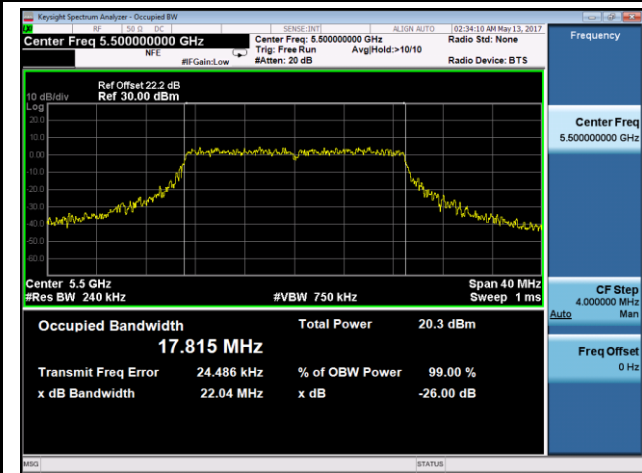 Keysight Spectrum Analyzer - Occupied BW
RF 50 Ω DC SENSE:INT ALIGN AUTO 02:34:10 AM May 13, 2017
Center Freq 5.500000000 GHz Center Freq: 5.500000000 GHz Radio Std: None Frequency
NFE Trig: Free Run Avg|Hold:>10/10
#IFGain:Low #Atten: 20 dB Radio Device: BTS
Ref Offset 22.2 dB
10 dB/div Ref 30.00 dBm
Log
20.0
10.0
0.00
-10.0
-20.0
-30.0
-40.0
-50.0
-60.0
Center Freq
5.500000000 GHz
Center 5.5 GHz Span 40 MHz
#Res BW 240 kHz #VBW 750 kHz Sweep 1 ms
CF Step
4.000000 MHz
Auto Man
Occupied Bandwidth Total Power 20.3 dBm
17.815 MHz
Transmit Freq Error 24.486 kHz % of OBW Power 99.00 %
x dB Bandwidth 22.04 MHz x dB -26.00 dB
Freq Offset
0 Hz
MSG STATUS